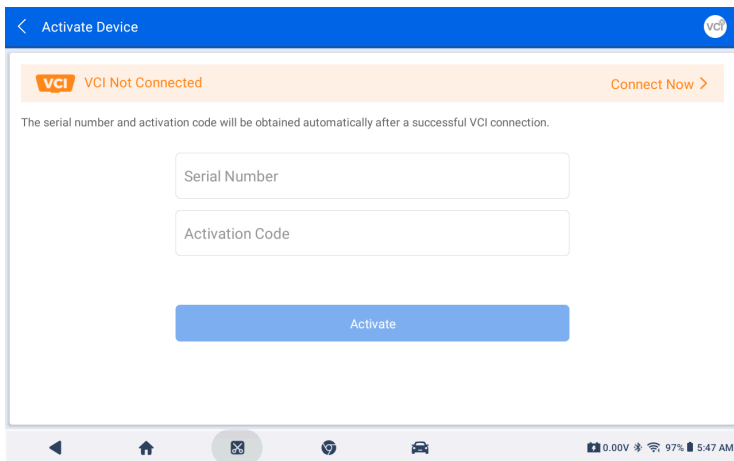 Activate Device
VCI
VCI
VCI Not Connected
Connect Now
The serial number and activation code will be obtained automatically after a successful VCI connection.
Serial Number
Activation Code
Activate
0.00V 97% 5:47 AM